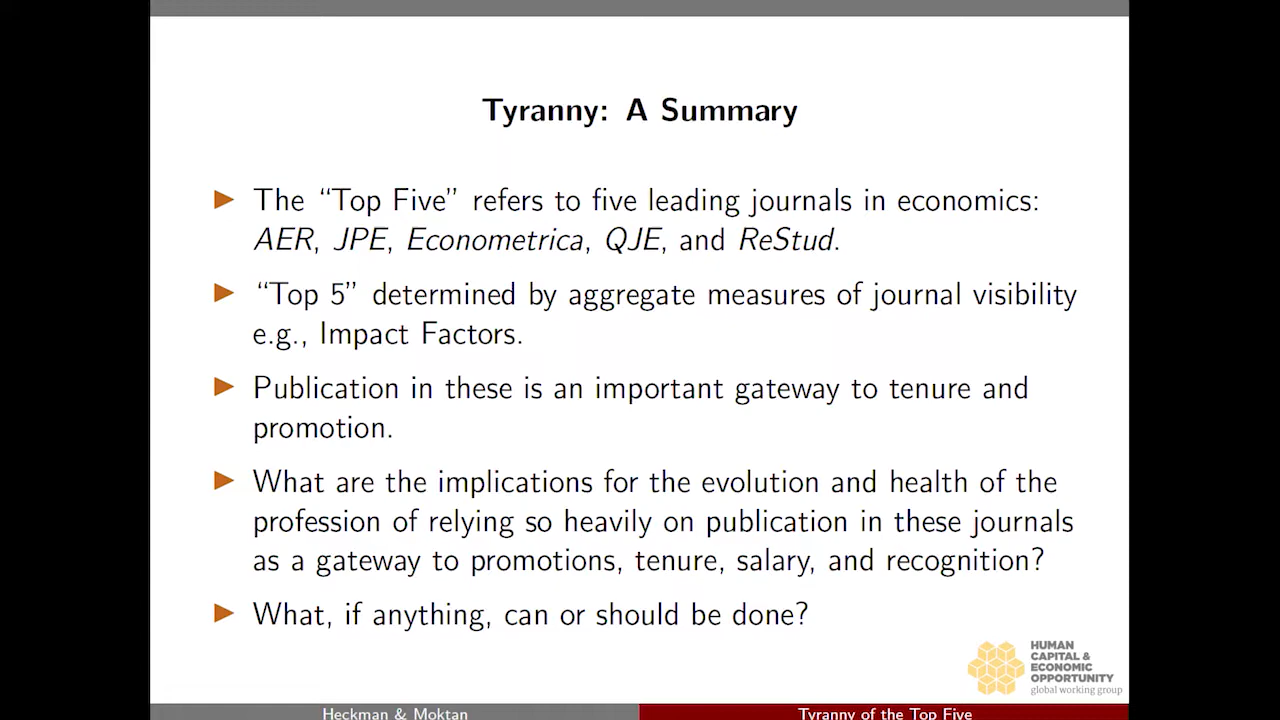 Tyranny: A Summary
The “Top Five” refers to five leading journals in economics:
AER, JPE, Econometrica, QJE, and ReStud.
“Top 5” determined by aggregate measures of journal visibility
e.g., Impact Factors.
Publication in these is an important gateway to tenure and
promotion.
What are the implications for the evolution and health of the
profession of relying so heavily on publication in these journals
as a gateway to promotions, tenure, salary, and recognition?
What, if anything, can or should be done?
HUMAN
CAPITAL &
ECONOMIC
OPPORTUNITY
global working group
Heckman & Moktan
Tyranny of the Top Five